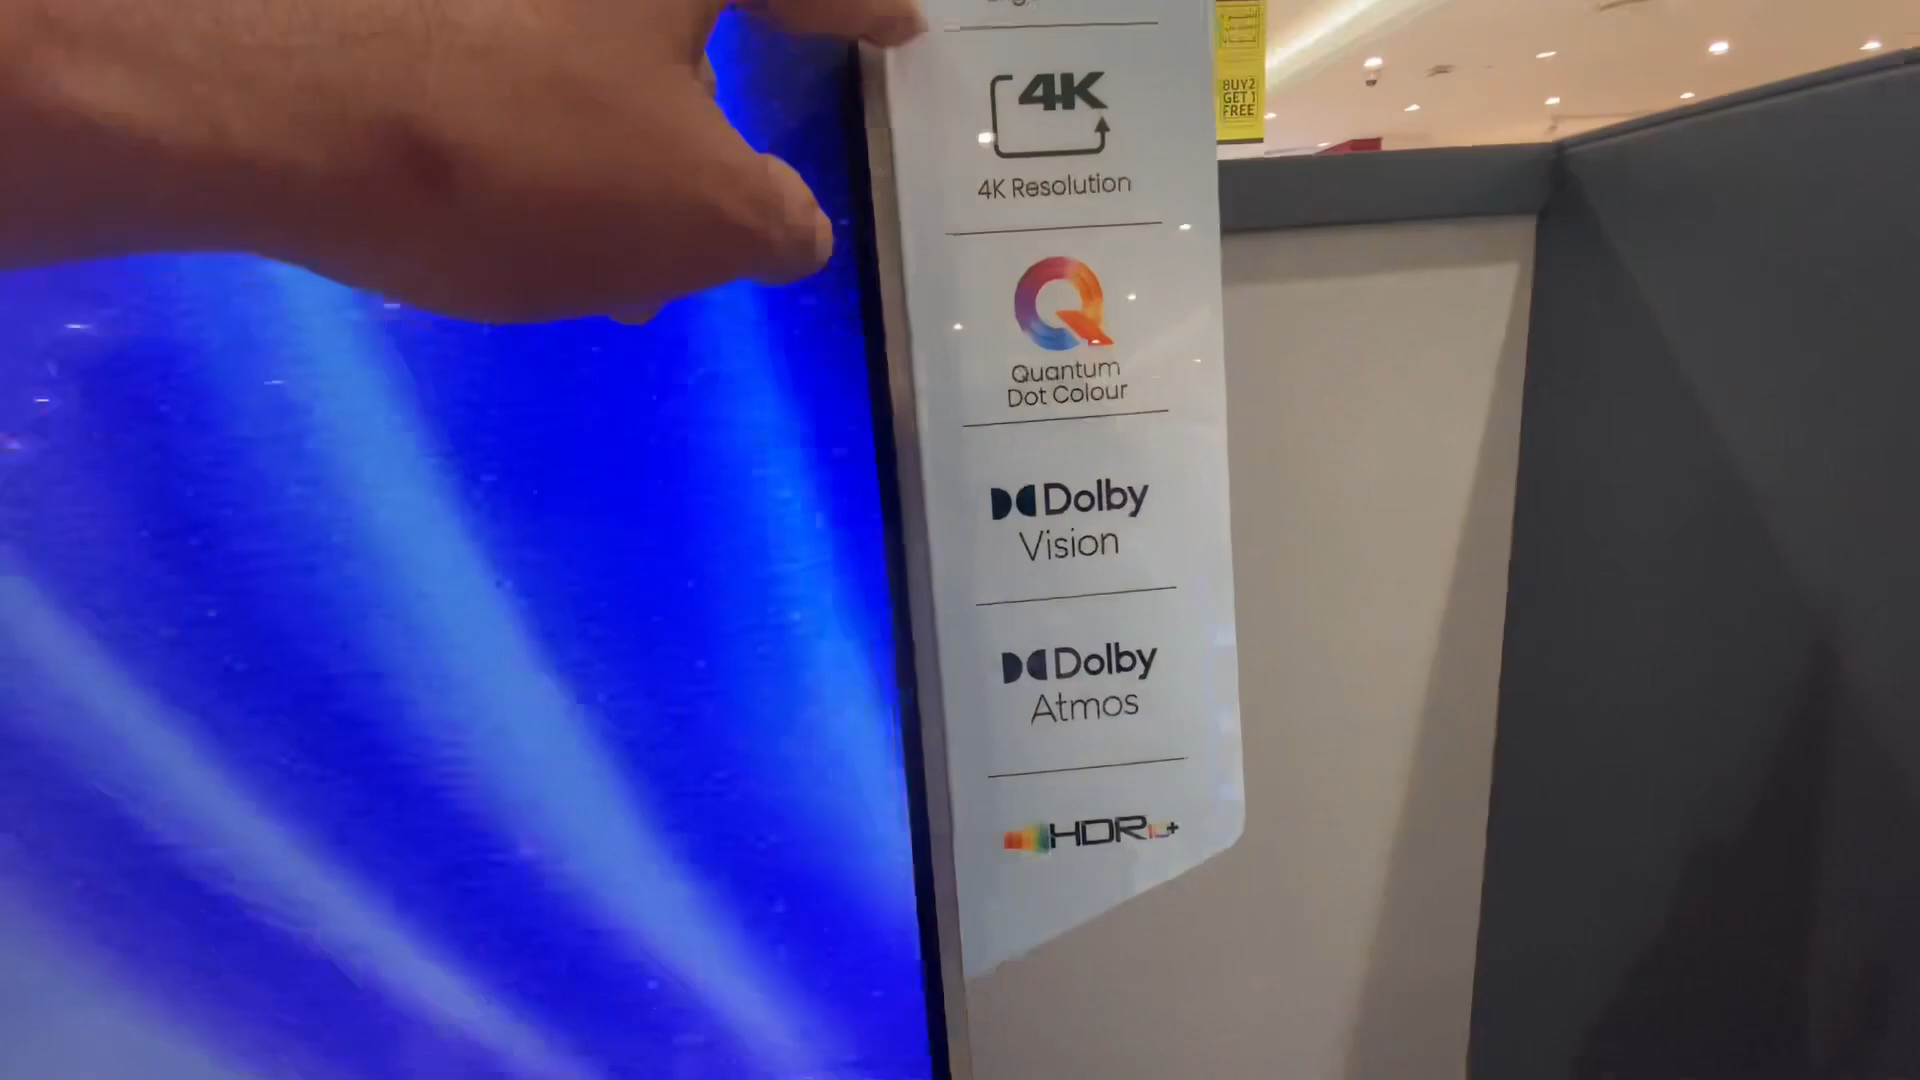 4K
4K Resolution
Quantum
Dot Colour
Dolby
Vision
Dolby
Atmos
HDR10+
BUY2
GET 1
FREE